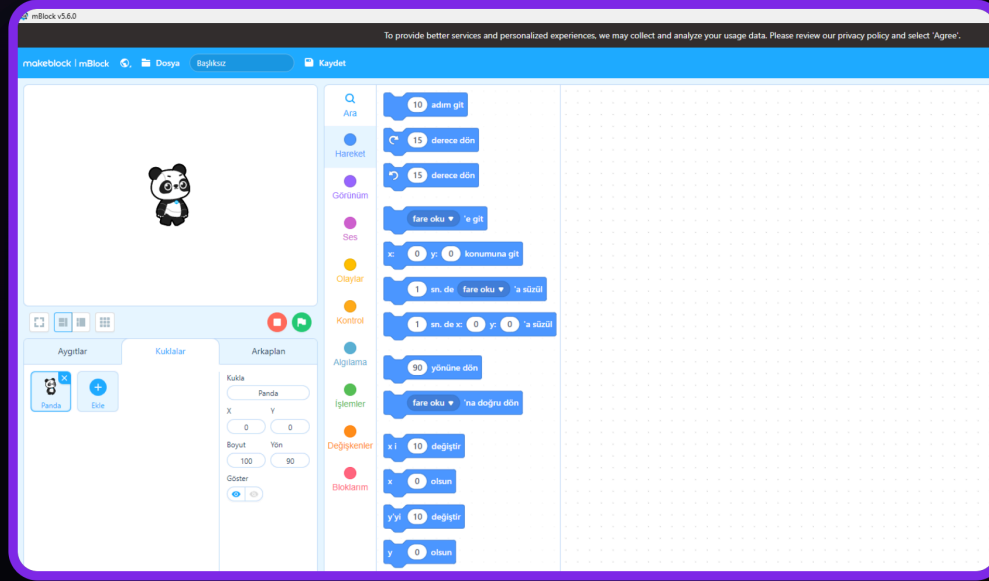 mBlock v5.6.0
To provide better services and personalized experiences, we may collect and analyze your usage data. Please review our privacy policy and select 'Agree'.
makeblock | mBlock
Dosya
Başlıksız
Kaydet
Ara
Hareket
Görünüm
Ses
Olaylar
Kontrol
Algılama
İşlemler
Değişkenler
Bloklarım
10 adım git
15 derece dön
15 derece dön
fare oku ▼ 'e git
x: 0 y: 0 konumuna git
1 sn. de fare oku ▼ 'a süzül
1 sn. de x: 0 y: 0 'a süzül
90 yönüne dön
fare oku ▼ 'na doğru dön
x i 10 değiştir
x 0 olsun
y'yi 10 değiştir
y 0 olsun
Aygıtlar
Kuklalar
Arkaplan
Panda
Ekle
Kukla
Panda
X Y
0 0
Boyut Yön
100 90
Göster